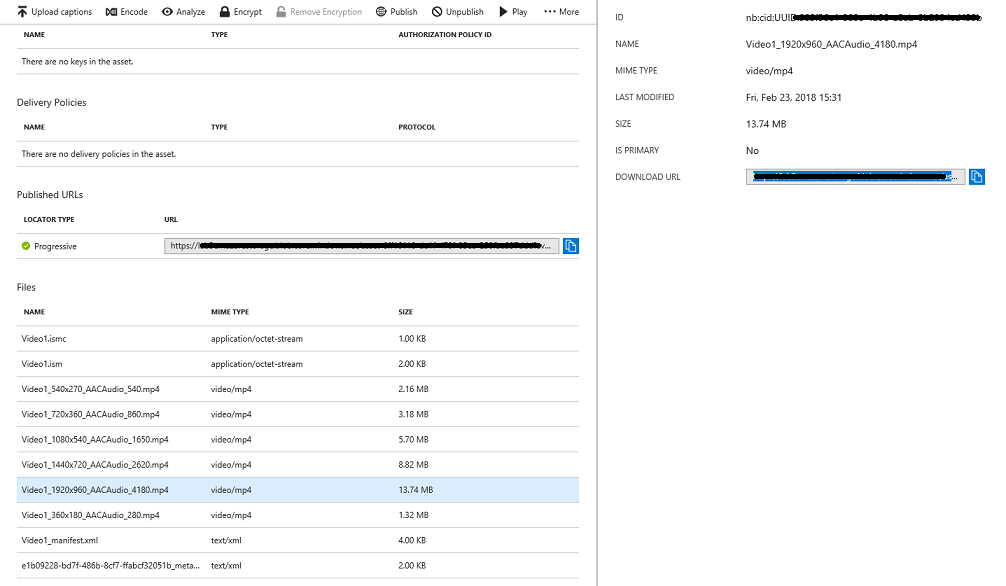 Upload captions Encode Analyze Encrypt Remove Encryption Publish Unpublish Play ··· More
NAME TYPE AUTHORIZATION POLICY ID
There are no keys in the asset.
Delivery Policies
NAME TYPE PROTOCOL
There are no delivery policies in the asset.
Published URLs
LOCATOR TYPE URL
Progressive https://
Files
NAME MIME TYPE SIZE
Video1.ismc application/octet-stream 1.00 KB
Video1.ism application/octet-stream 2.00 KB
Video1_540x270_AACAudio_540.mp4 video/mp4 2.16 MB
Video1_720x360_AACAudio_860.mp4 video/mp4 3.18 MB
Video1_1080x540_AACAudio_1650.mp4 video/mp4 5.70 MB
Video1_1440x720_AACAudio_2620.mp4 video/mp4 8.82 MB
Video1_1920x960_AACAudio_4180.mp4 video/mp4 13.74 MB
Video1_360x180_AACAudio_280.mp4 video/mp4 1.32 MB
Video1_manifest.xml text/xml 4.00 KB
e1b09228-bd7f-486b-8cf7-ffabcf32051b_meta... text/xml 2.00 KB
ID nb:cid:UUID
NAME Video1_1920x960_AACAudio_4180.mp4
MIME TYPE video/mp4
LAST MODIFIED Fri, Feb 23, 2018 15:31
SIZE 13.74 MB
IS PRIMARY No
DOWNLOAD URL